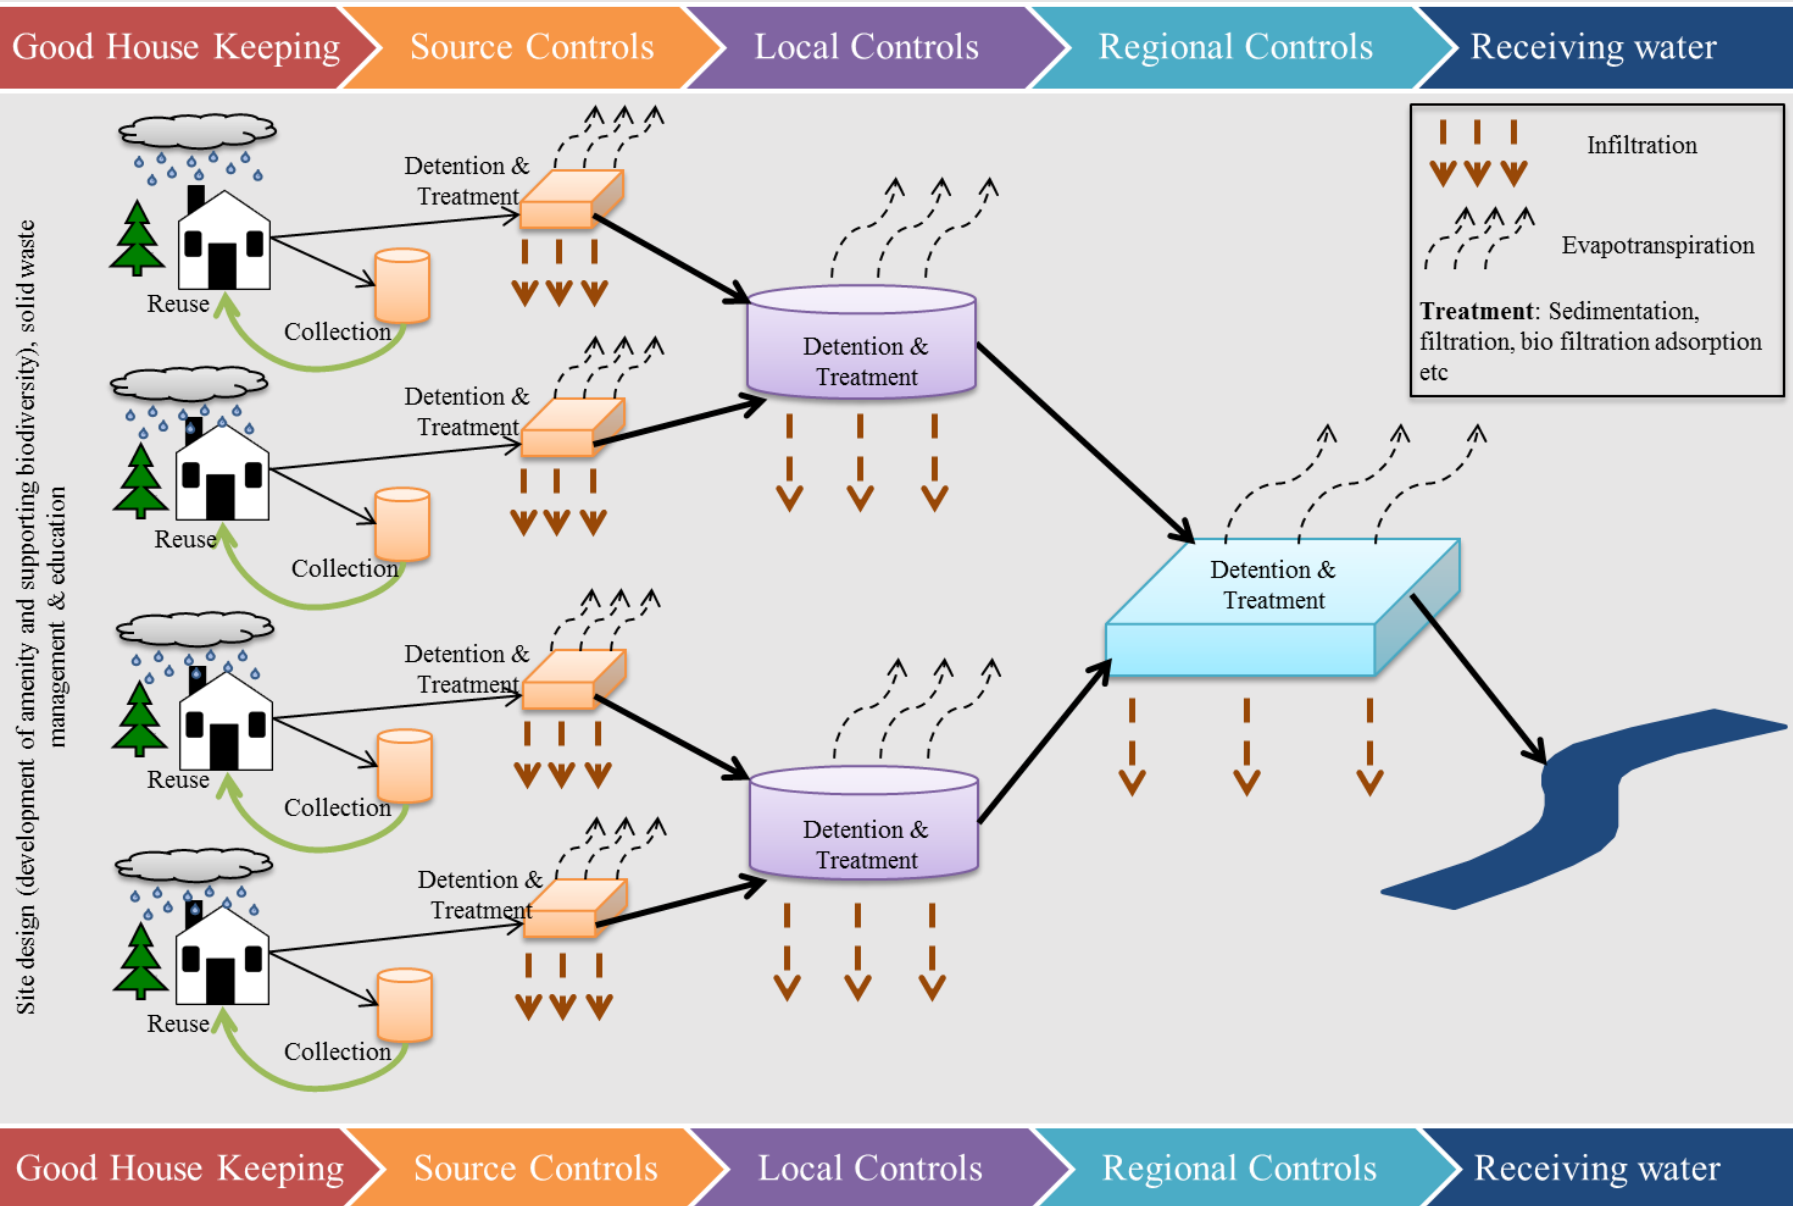 Good House Keeping
Source Controls
Local Controls
Regional Controls
Receiving water
Site design (development of amenity and supporting biodiversity), solid waste
management & education
Detention &
Treatment
Reuse
Collection
Detention &
Treatment
Reuse
Collection
Detention &
Treatment
Reuse
Collection
Detention &
Treatment
Reuse
Collection
Detention &
Treatment
Detention &
Treatment
Detention &
Treatment
Infiltration
Evapotranspiration
Treatment: Sedimentation,
filtration, bio filtration adsorption
etc
Good House Keeping
Source Controls
Local Controls
Regional Controls
Receiving water